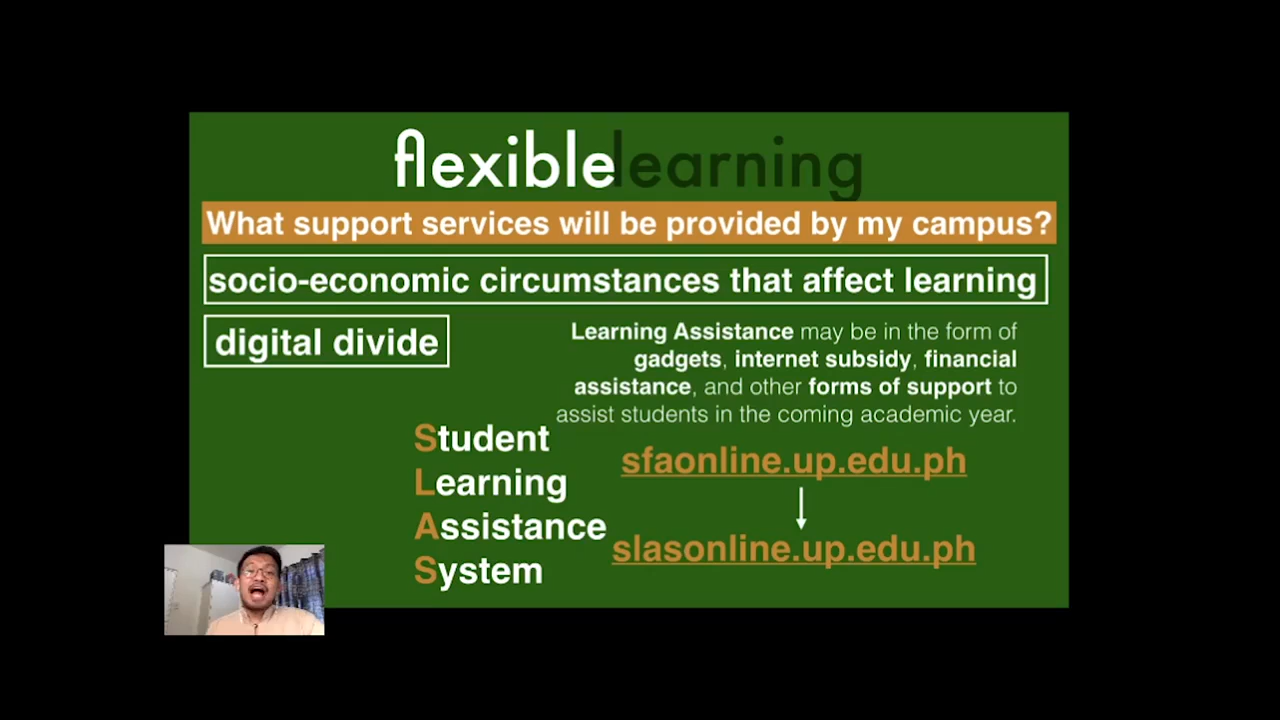 flexiblelearning
What support services will be provided by my campus?
socio-economic circumstances that affect learning
digital divide
Learning Assistance may be in the form of
gadgets, internet subsidy, financial
assistance, and other forms of support to
assist students in the coming academic year.
Student
Learning
Assistance
System
sfaonline.up.edu.ph
slasonline.up.edu.ph